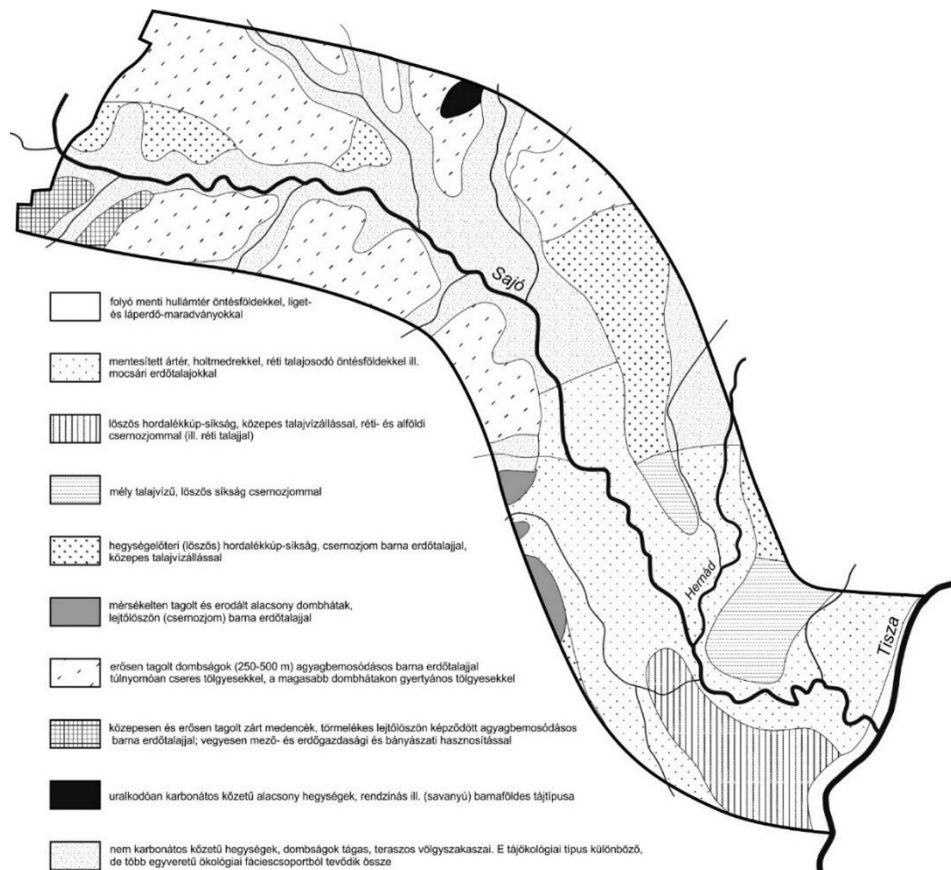 Sajó
Hernád
Tisza
folyó menti hullámtér öntésföldekkel, liget-
és láperdő-maradványokkal
mentesített ártér, holtmedrekkel, réti talajosodó öntésföldekkel ill.
mocsári erdőtalajokkal
löszös hordalékkúp-síkság, közepes talajvízállással, réti- és alföldi
csernozjommal (ill. réti talajjal)
mély talajvízű, löszös síkság csernozjommal
hegységelőteri (löszös) hordalékkúp-síkság, csernozjom barna erdőtalajjal,
közepes talajvízállással
mérsékelten tagolt és erodált alacsony dombhátak,
lejtőlöszön (csernozjom) barna erdőtalajjal
erősen tagolt dombságok (250-500 m) agyagbemosódásos barna erdőtalajjal
túlnyomóan cseres tölgyesekkel, a magasabb dombhátakon gyertyános tölgyesekkel
közepesen és erősen tagolt zárt medencék, törmelékes lejtőlöszön képződött agyagbemosódásos
barna erdőtalajjal; vegyesen mező- és erdőgazdasági és bányászati hasznosítással
uralkodóan karbonátos kőzetű alacsony hegységek, rendzinás ill. (savanyú) barnaföldes tájtípusa
nem karbonátos kőzetű hegységek, dombságok tágas, teraszos völgyszakaszai. E tájökológiai típus különböző,
de több egyveretű ökológiai fáciescsoportból tevődik össze